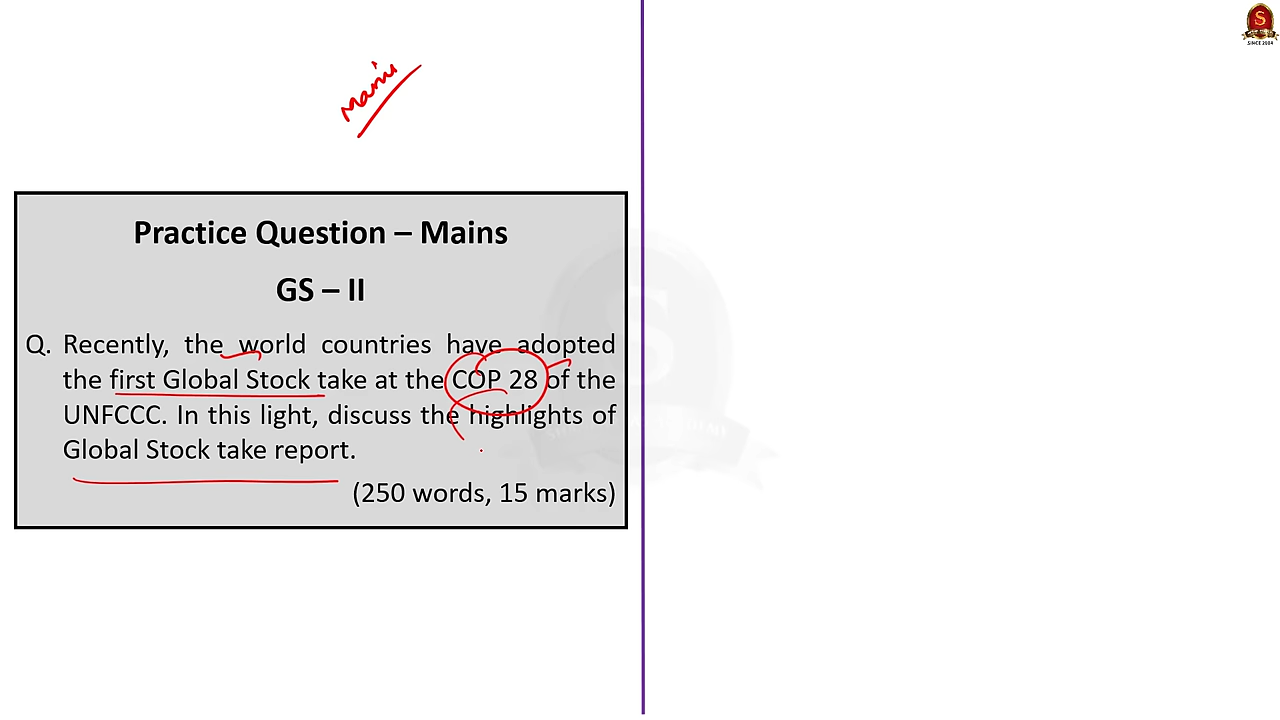 Mains
Practice Question – Mains
GS – II
Q. Recently, the world countries have adopted
the first Global Stock take at the COP 28 of the
UNFCCC. In this light, discuss the highlights of
Global Stock take report.
(250 words, 15 marks)
S
SINCE 2004